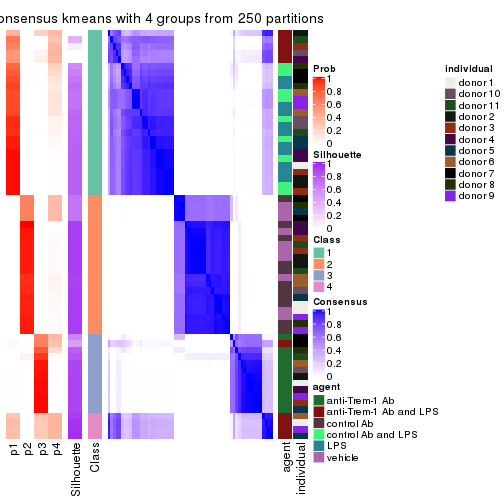 onsensus kmeans with 4 groups from 250 partitions
Prob
1
0.8
0.6
0.4
0.2
0
Silhouette
1
0.8
0.6
0.4
0.2
0
Class
1
2
3
4
Consensus
1
0.8
0.6
0.4
0.2
0
agent
anti-Trem-1 Ab
anti-Trem-1 Ab and LPS
control Ab
control Ab and LPS
LPS
vehicle
individual
donor 1
donor 10
donor 11
donor 2
donor 3
donor 4
donor 5
donor 6
donor 7
donor 8
donor 9
p1
p2
p3
p4
Silhouette
Class
agent
individual